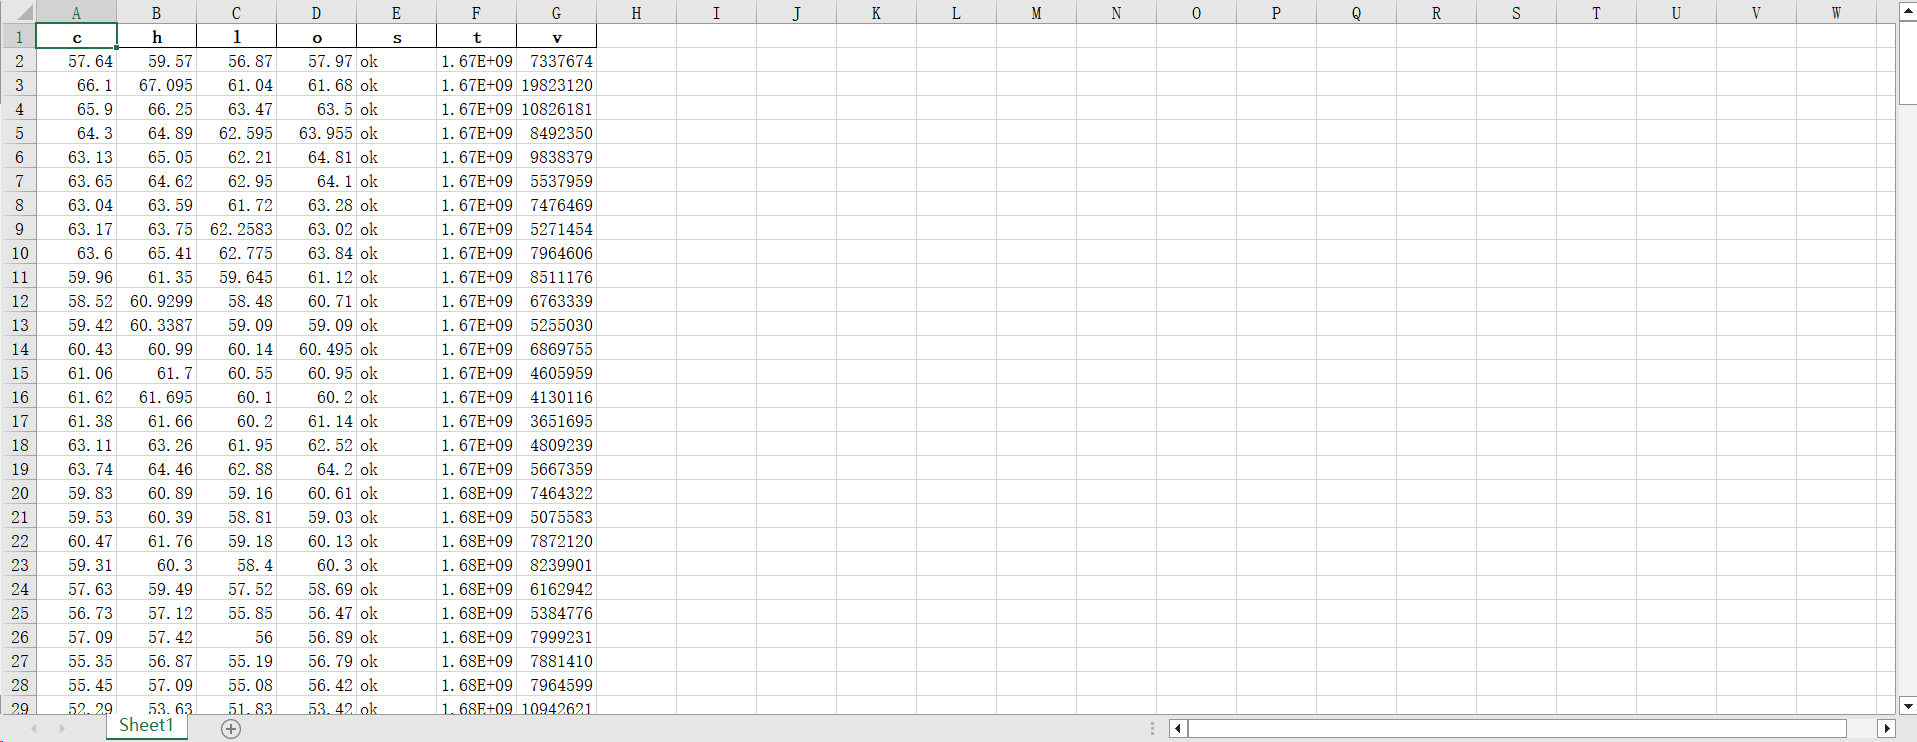 A B C D E F G H I J K L M N O P Q R S T U V W
1 c h l o s t v
2 57.64 59.57 56.87 57.97 ok 1.67E+09 7337674
3 66.1 67.095 61.04 61.68 ok 1.67E+09 19823120
4 65.9 66.25 63.47 63.5 ok 1.67E+09 10826181
5 64.3 64.89 62.595 63.955 ok 1.67E+09 8492350
6 63.13 65.05 62.21 64.81 ok 1.67E+09 9838379
7 63.65 64.62 62.95 64.1 ok 1.67E+09 5537959
8 63.04 63.59 61.72 63.28 ok 1.67E+09 7476469
9 63.17 63.75 62.2583 63.02 ok 1.67E+09 5271454
10 63.6 65.41 62.775 63.84 ok 1.67E+09 7964606
11 59.96 61.35 59.645 61.12 ok 1.67E+09 8511176
12 58.52 60.9299 58.48 60.71 ok 1.67E+09 6763339
13 59.42 60.3387 59.09 59.09 ok 1.67E+09 5255030
14 60.43 60.99 60.14 60.495 ok 1.67E+09 6869755
15 61.06 61.7 60.55 60.95 ok 1.67E+09 4605959
16 61.62 61.695 60.1 60.2 ok 1.67E+09 4130116
17 61.38 61.66 60.2 61.14 ok 1.67E+09 3651695
18 63.11 63.26 61.95 62.52 ok 1.67E+09 4809239
19 63.74 64.46 62.88 64.2 ok 1.67E+09 5667359
20 59.83 60.89 59.16 60.61 ok 1.68E+09 7464322
21 59.53 60.39 58.81 59.03 ok 1.68E+09 5075583
22 60.47 61.76 59.18 60.13 ok 1.68E+09 7872120
23 59.31 60.3 58.4 60.3 ok 1.68E+09 8239901
24 57.63 59.49 57.52 58.69 ok 1.68E+09 6162942
25 56.73 57.12 55.85 56.47 ok 1.68E+09 5384776
26 57.09 57.42 56 56.89 ok 1.68E+09 7999231
27 55.35 56.87 55.19 56.79 ok 1.68E+09 7881410
28 55.45 57.09 55.08 56.42 ok 1.68E+09 7964599
29 52.29 53.63 51.83 53.42 ok 1.68E+09 10942621
Sheet1